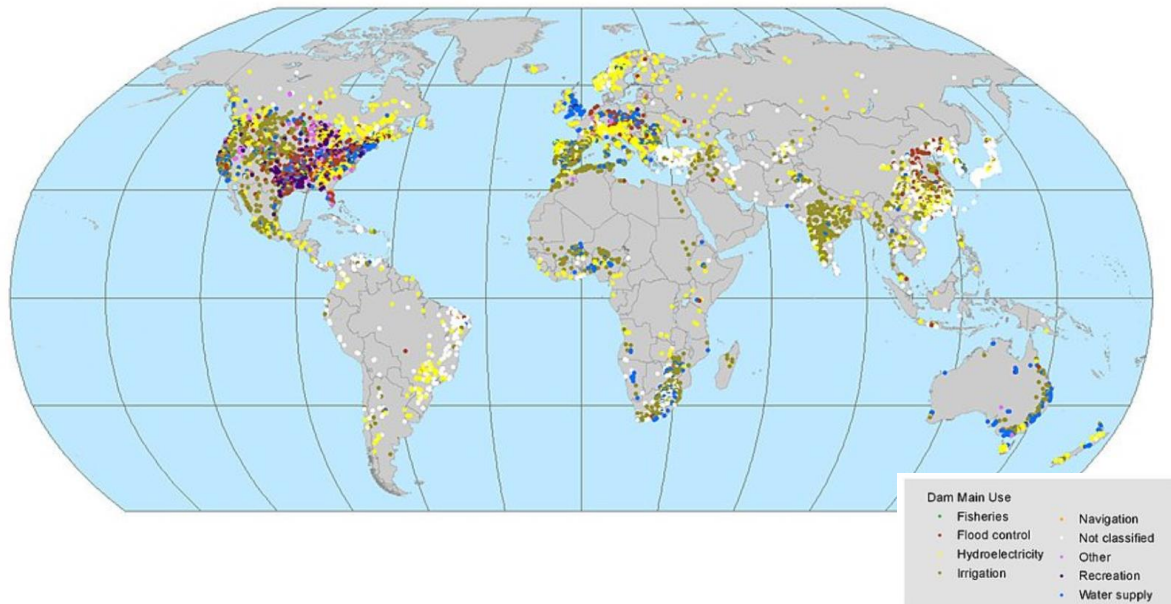 Dam Main Use
Fisheries
Flood control
Hydroelectricity
Irrigation
Navigation
Not classified
Other
Recreation
Water supply